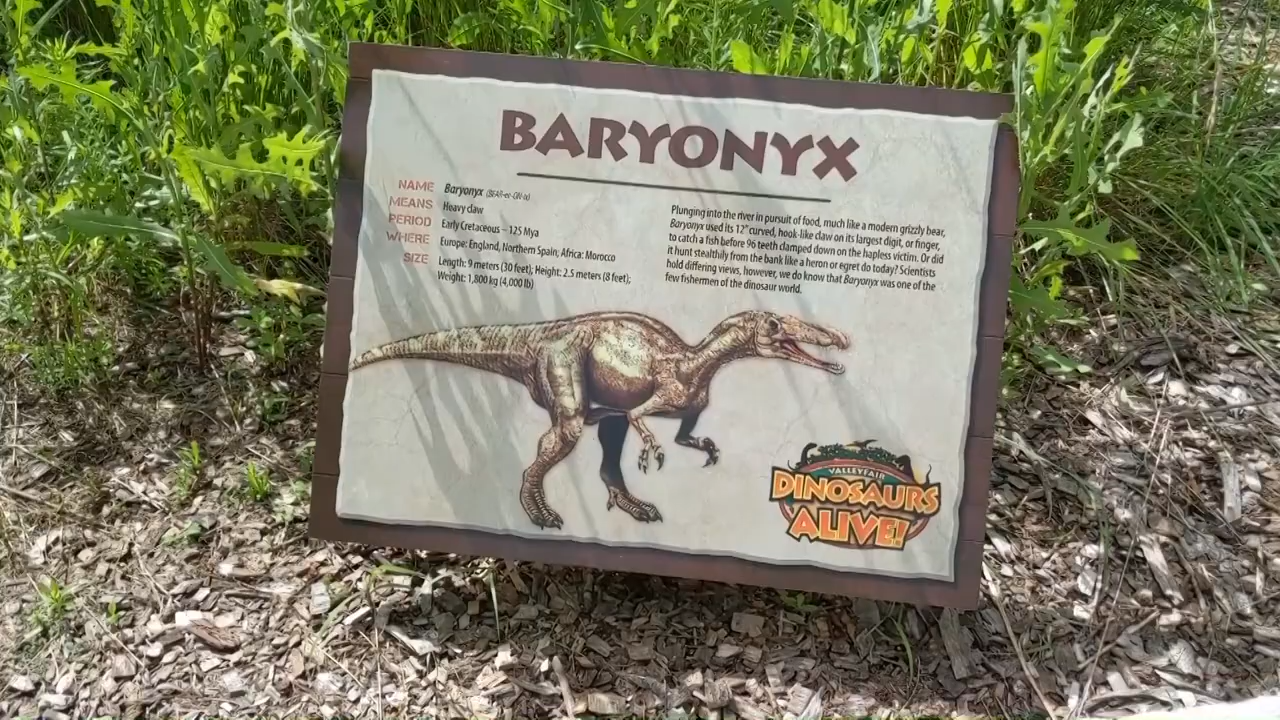 BARYONYX
NAME Baryonyx (BEAR-ee-ON-ix)
MEANS Heavy claw
PERIOD Early Cretaceous – 125 Mya
WHERE Europe: England, Northern Spain; Africa: Morocco
SIZE Length: 9 meters (30 feet); Height: 2.5 meters (8 feet);
Weight: 1,800 kg (4,000 lb)
Plunging into the river in pursuit of food, much like a modern grizzly bear,
Baryonyx used its 12" curved, hook-like claw on its largest digit, or finger,
to catch a fish before 96 teeth clamped down on the hapless victim. Or did
it hunt stealthily from the bank like a heron or egret do today? Scientists
hold differing views, however, we do know that Baryonyx was one of the
few fishermen of the dinosaur world.
VALLEYFAIR
DINOSAURS
ALIVE!